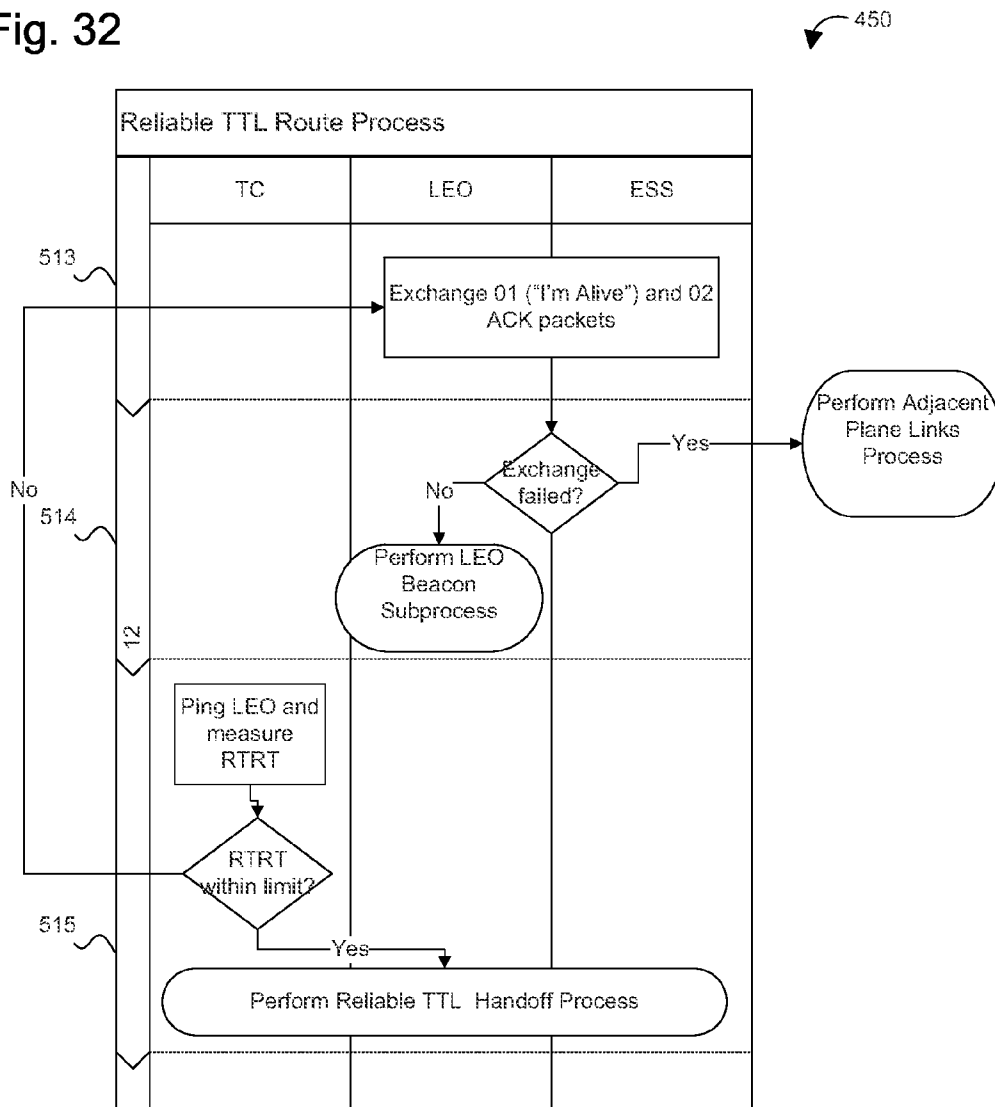 Fig. 32
450
Reliable TTL Route Process
TC
LEO
ESS
513
Exchange 01 ("I'm Alive") and 02
ACK packets
Perform Adjacent
Plane Links
Process
Yes
Exchange
failed?
No
No
514
Perform LEO
Beacon
Subprocess
12
Ping LEO and
measure
RTRT
RTRT
within limit?
515
Yes
Perform Reliable TTL Handoff Process